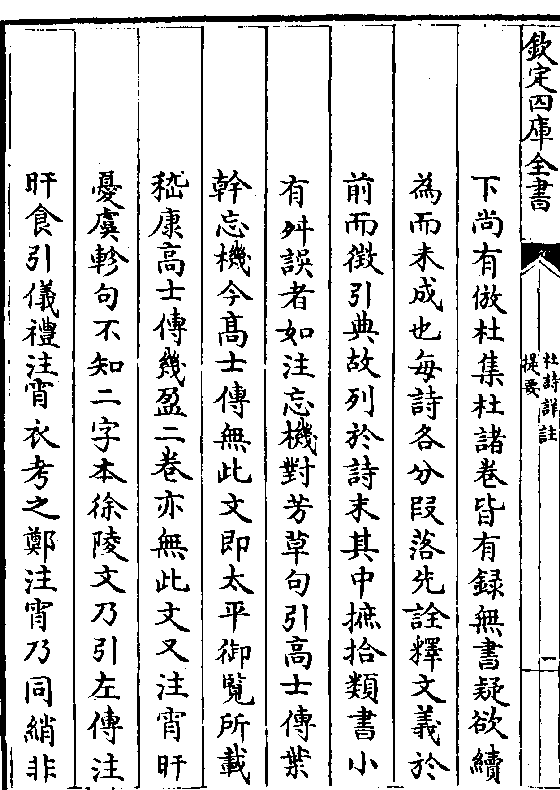 欽定四庫全書
杜詩詳註
提要
一
下尚有倣杜集杜諸卷皆有録無書疑欲續
為而未成也每詩各分段落先詮釋文義於
前而徵引典故列於詩末其中摭拾類書小
有舛誤者如注忘機對芳草句引高士傳葉
幹忘機今高士傳無此文即太平御覽所載
嵇康高士傳幾盈二卷亦無此文又注宵旰
憂虞軫句不知二字本徐陵文乃引左傳注
旰食引儀禮注宵衣考之鄭注宵乃同綃非